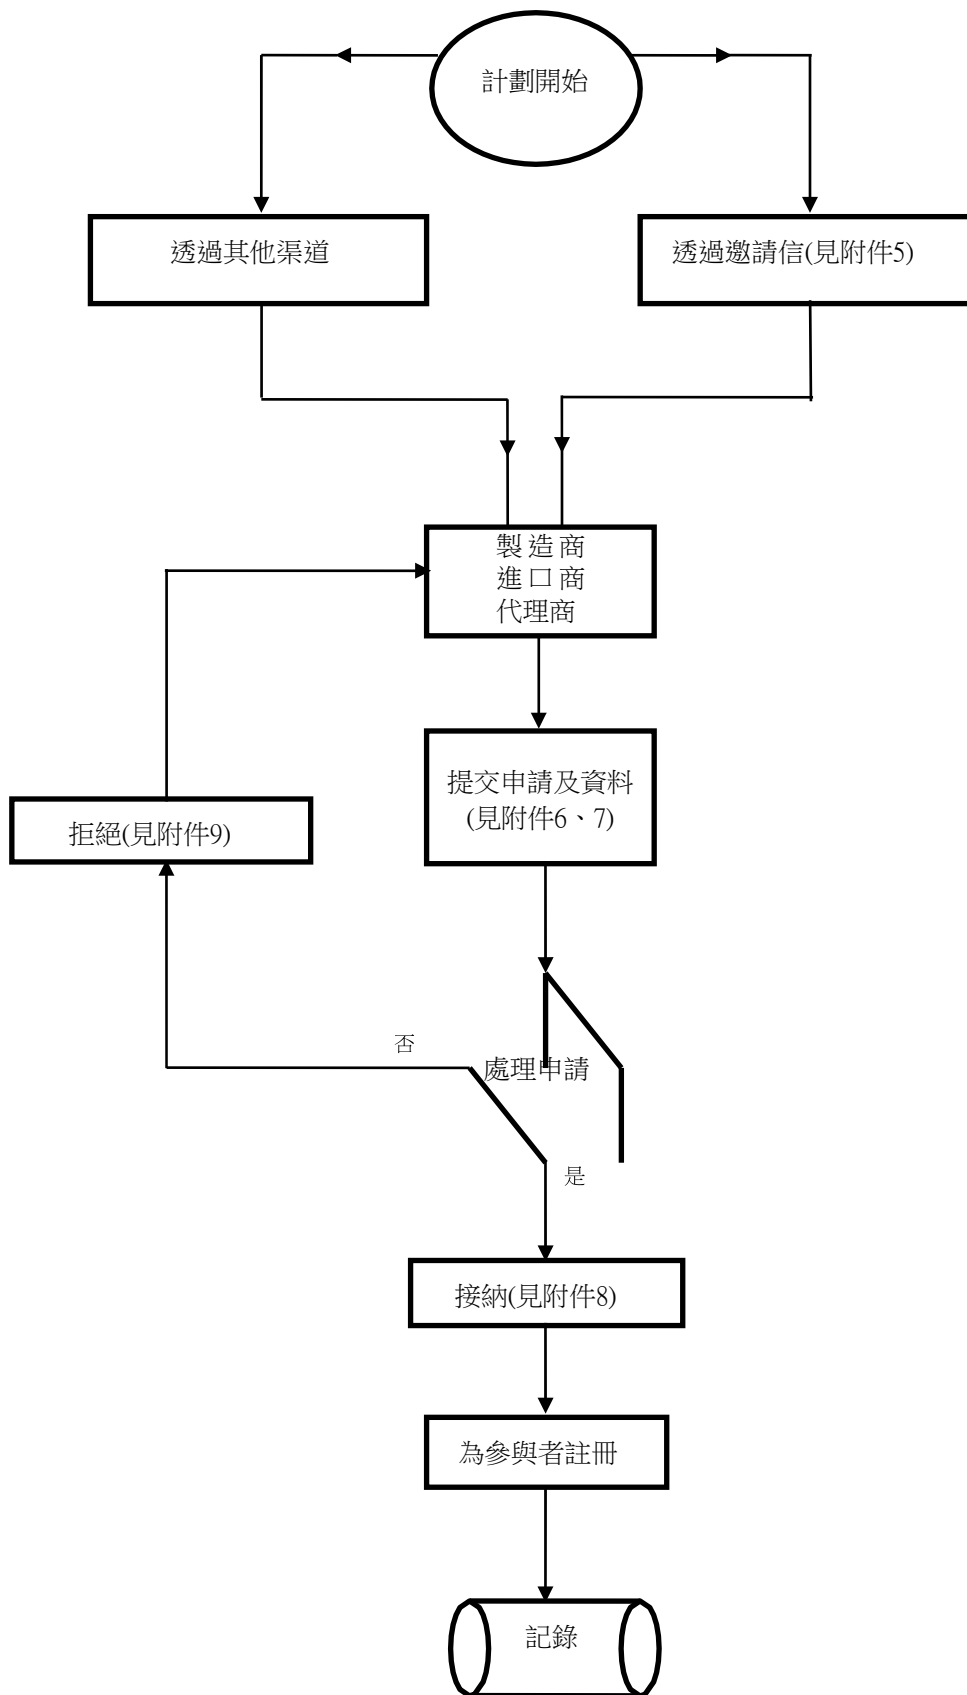 計劃開始
透過其他渠道
透過邀請信(見附件5)
製造商
進口商
代理商
提交申請及資料
(見附件6、7)
拒絕(見附件9)
否
處理申請
是
接納(見附件8)
為參與者註冊
記錄